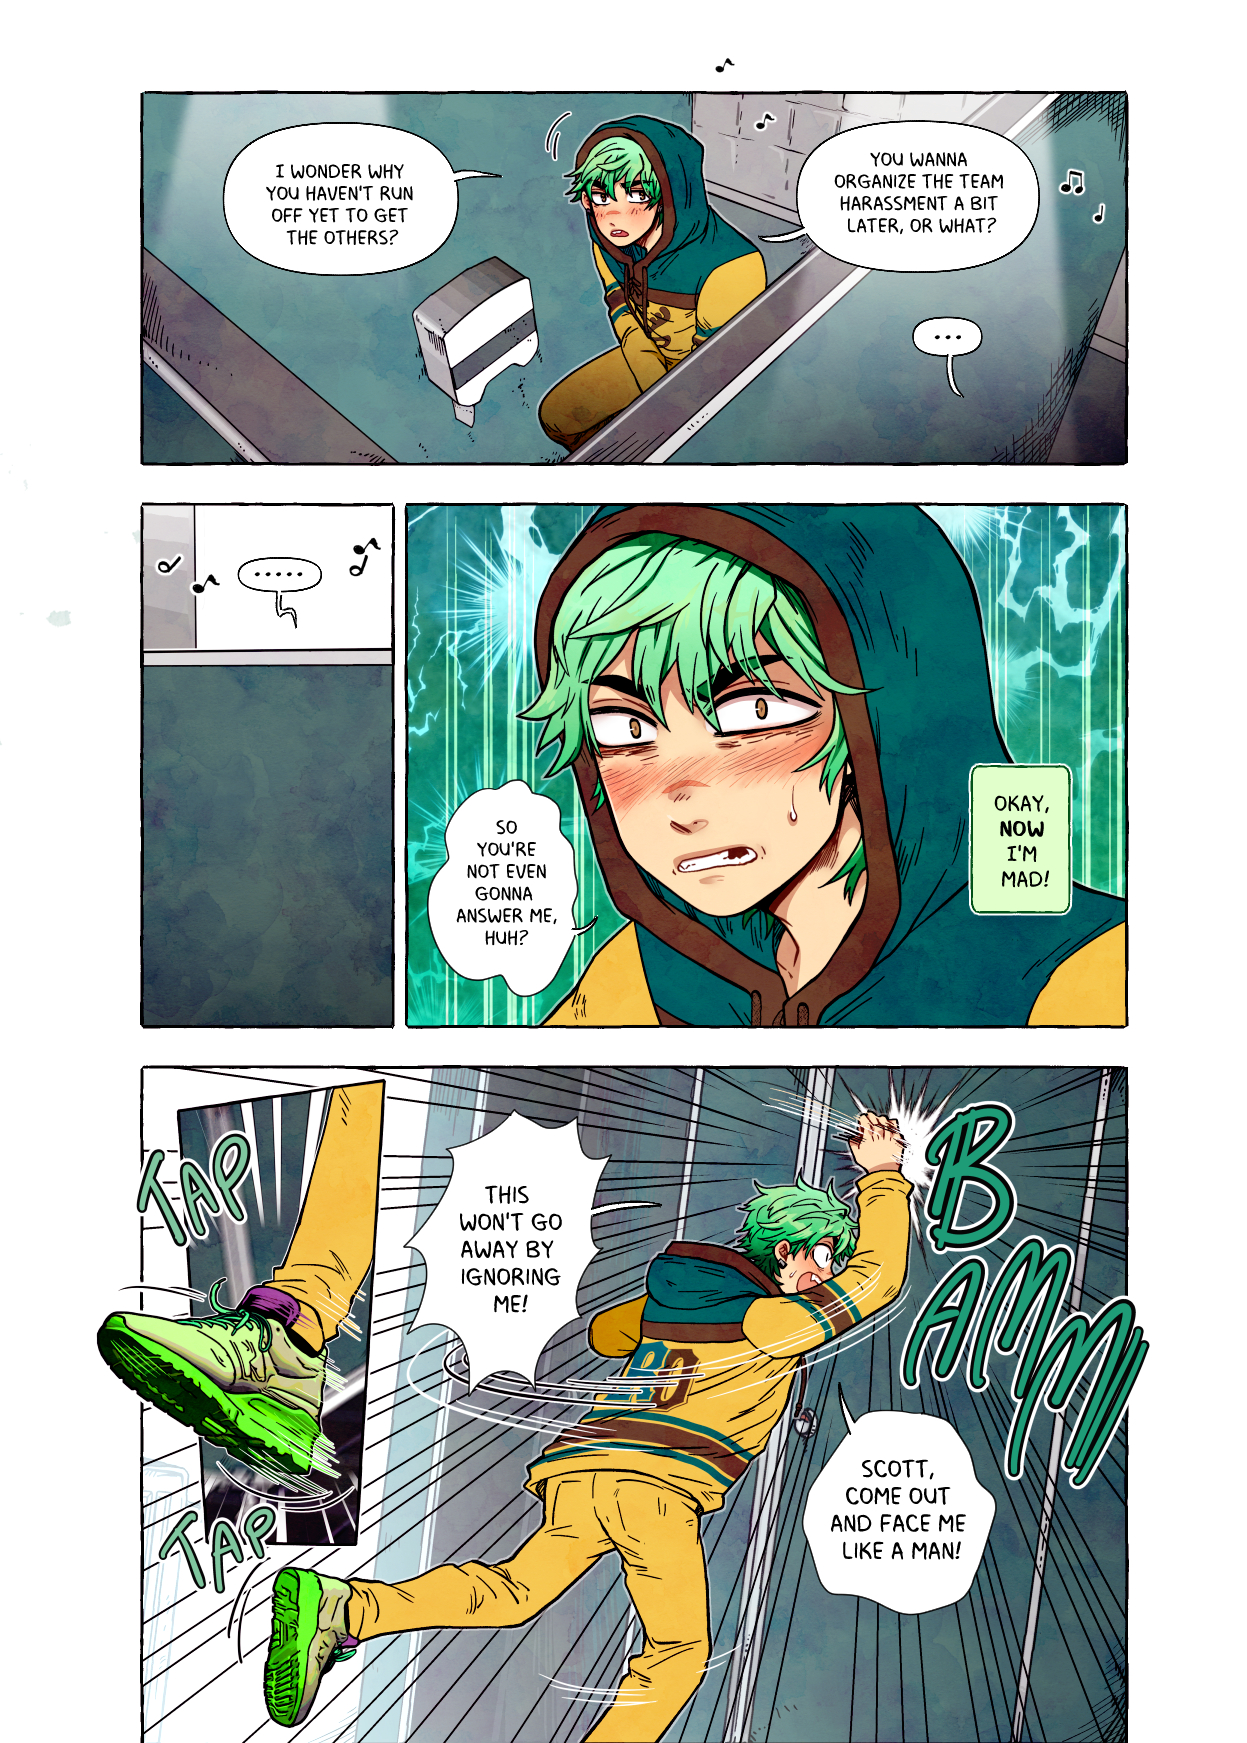 I WONDER WHY
YOU HAVEN'T RUN
OFF YET TO GET
THE OTHERS?
YOU WANNA
ORGANIZE THE TEAM
HARASSMENT A BIT
LATER, OR WHAT?
...
.....
SO
YOU'RE
NOT EVEN
GONNA
ANSWER ME,
HUH?
OKAY,
NOW
I'M
MAD!
TAP
TAP
THIS
WON'T GO
AWAY BY
IGNORING
ME!
BAMM
SCOTT,
COME OUT
AND FACE ME
LIKE A MAN!